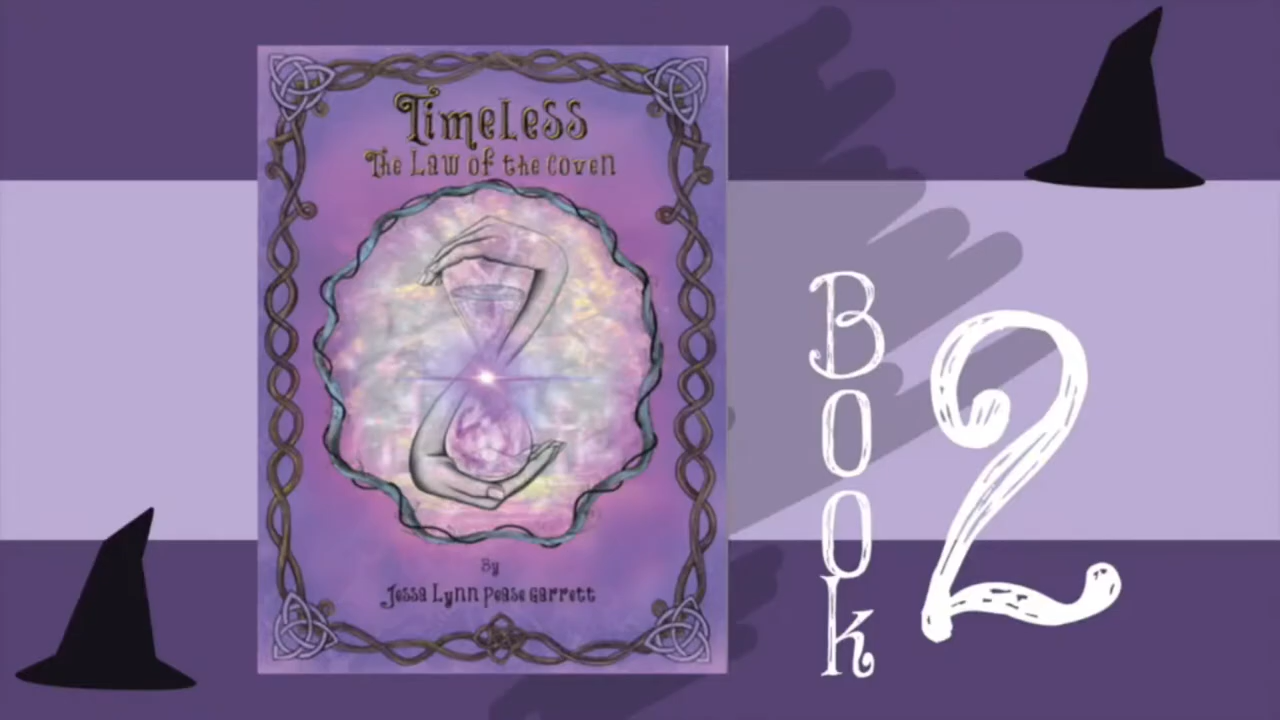 Timeless
The Law of the Coven
By
Jessa Lynn Pease Garrett
Book
2